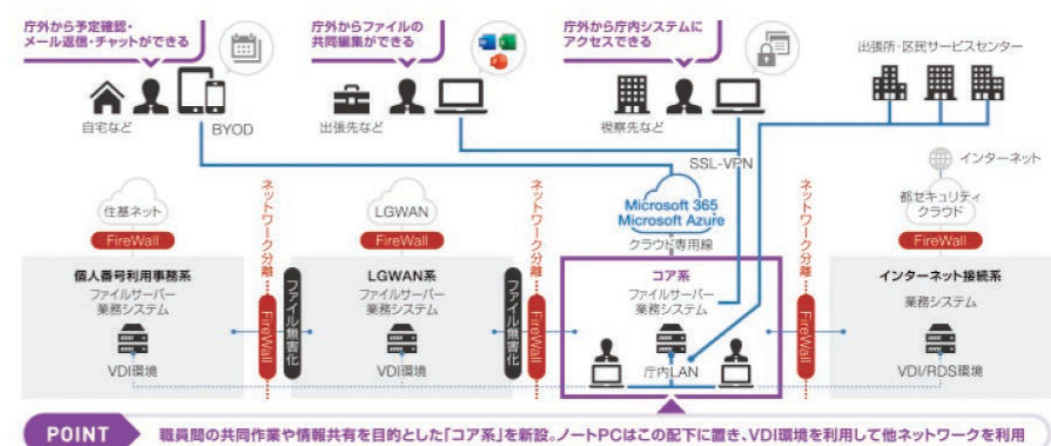 庁外から予定確認・
メール返信・チャットができる
庁外からファイルの
共同編集ができる
庁外から庁内システムに
アクセスできる
出張所・区民サービスセンター
自宅など
BYOD
出張先など
視察先など
SSL-VPN
インターネット
住基ネット
LGWAN
Microsoft 365
Microsoft Azure
都セキュリティ
クラウド
FireWall
FireWall
クラウド専用線
FireWall
ネットワーク分離
ネットワーク分離
ネットワーク分離
個人番号利用事務系
ファイルサーバー
業務システム
VDI環境
FireWall
ファイル無害化
LGWAN系
ファイルサーバー
業務システム
VDI環境
ファイル無害化
FireWall
コア系
ファイルサーバー
業務システム
庁内LAN
FireWall
インターネット接続系
業務システム
VDI/RDS環境
POINT
職員間の共同作業や情報共有を目的とした「コア系」を新設。ノートPCはこの配下に置き、VDI環境を利用して他ネットワークを利用